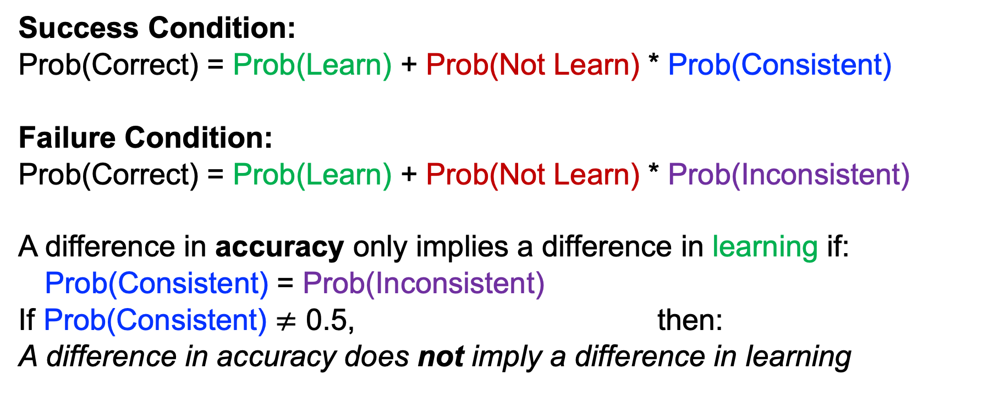 Success Condition:
Prob(Correct) = Prob(Learn) + Prob(Not Learn) * Prob(Consistent)
Failure Condition:
Prob(Correct) = Prob(Learn) + Prob(Not Learn) * Prob(Inconsistent)
A difference in accuracy only implies a difference in learning if:
Prob(Consistent) = Prob(Inconsistent)
If Prob(Consistent) ≠ 0.5, then:
A difference in accuracy does not imply a difference in learning